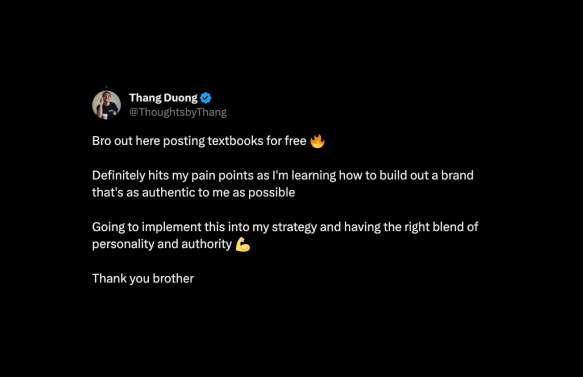 Thang Duong
@ThoughtsbyThang
Bro out here posting textbooks for free 🔥
Definitely hits my pain points as I'm learning how to build out a brand
that's as authentic to me as possible
Going to implement this into my strategy and having the right blend of
personality and authority 💪
Thank you brother